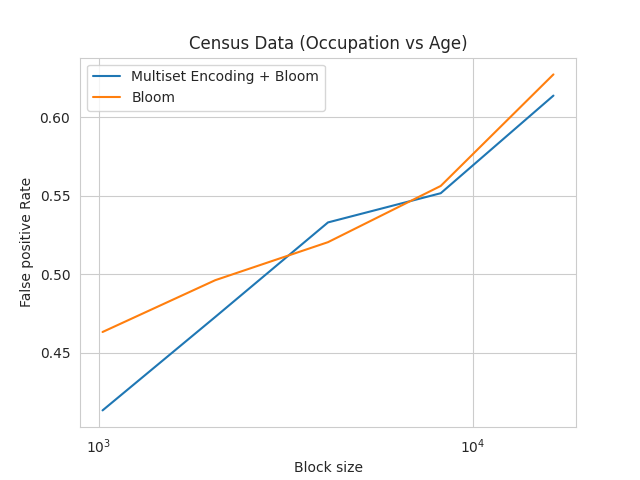 Census Data (Occupation vs Age)
Multiset Encoding + Bloom
Bloom
False positive Rate
0.60
0.55
0.50
0.45
10³
10⁴
Block size